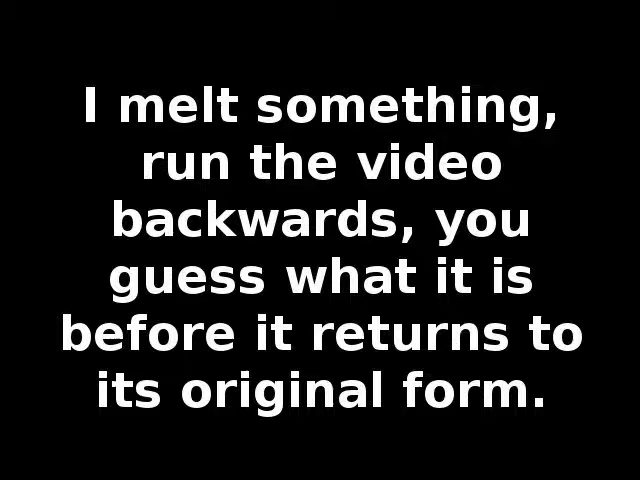 I melt something,
run the video
backwards, you
guess what it is
before it returns to
its original form.